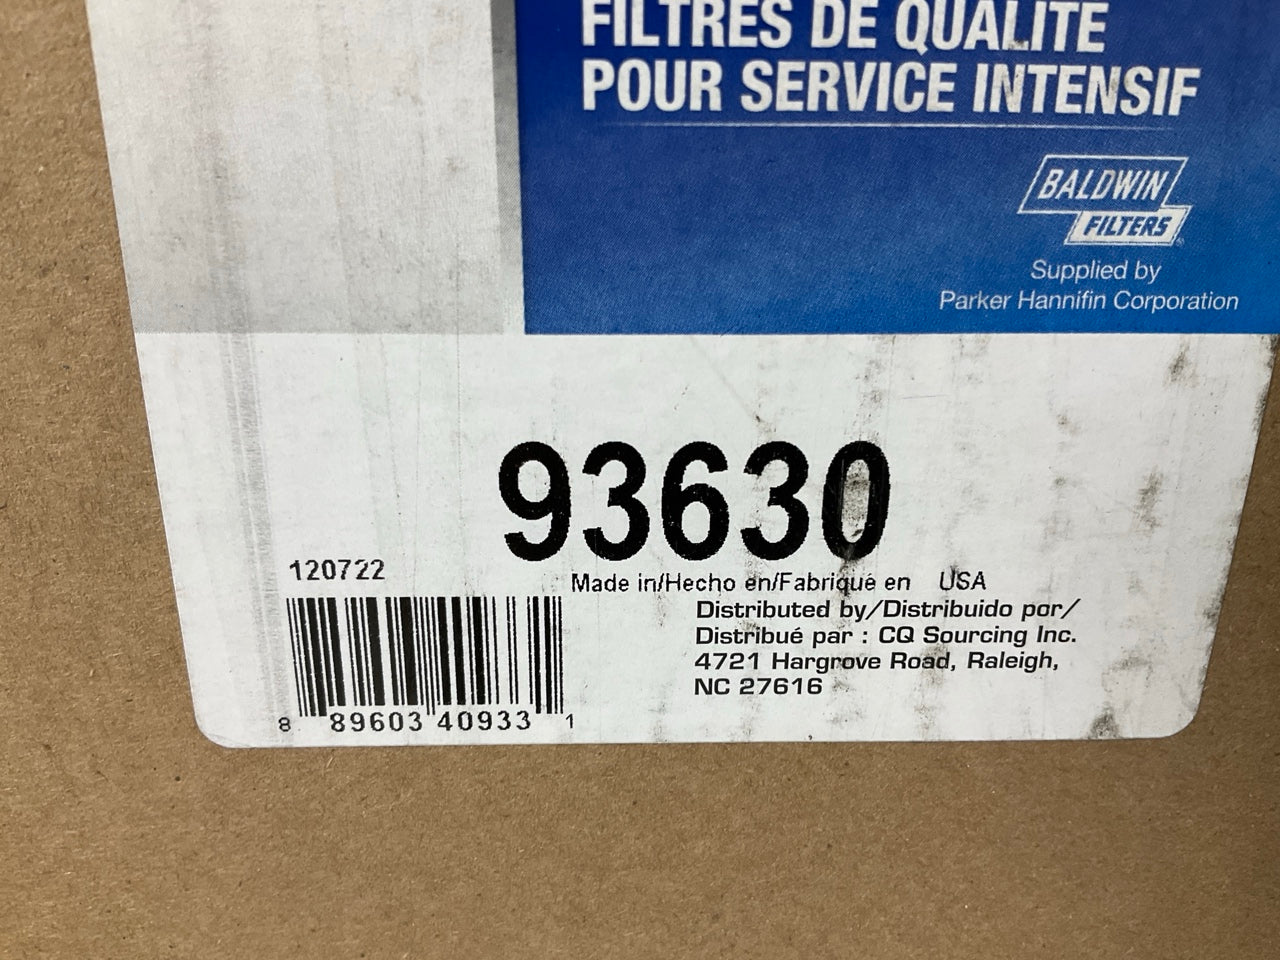 FILTRES DE QUALITÉ
POUR SERVICE INTENSIF
BALDWIN
FILTERS
Supplied by
Parker Hannifin Corporation
93630
120722
Made in/Hecho en/Fabriqué en USA
Distributed by/Distribuido por/
Distribué par : CQ Sourcing Inc.
4721 Hargrove Road, Raleigh,
NC 27616
8 89603 40933 1